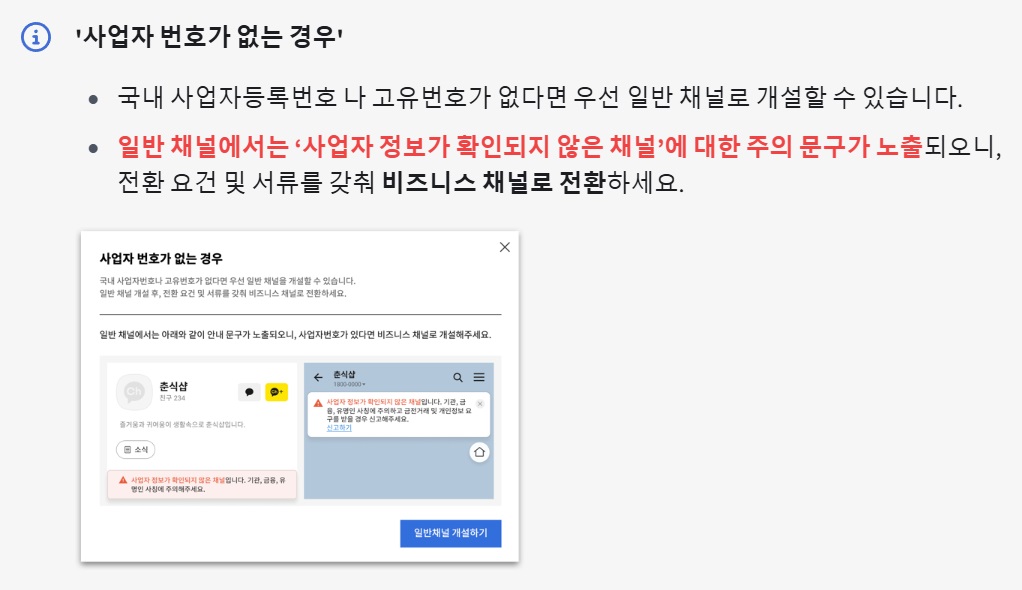 '사업자 번호가 없는 경우'
국내 사업자등록번호 나 고유번호가 없다면 우선 일반 채널로 개설할 수 있습니다.
일반 채널에서는 ‘사업자 정보가 확인되지 않은 채널’에 대한 주의 문구가 노출되오니,
전환 요건 및 서류를 갖춰 비즈니스 채널로 전환하세요.
사업자 번호가 없는 경우
국내 사업자번호나 고유번호가 없다면 우선 일반 채널을 개설할 수 있습니다.
일반 채널 개설 후, 전환 요건 및 서류를 갖춰 비즈니스 채널로 전환하세요.
일반 채널에서는 아래와 같이 안내 문구가 노출되오니, 사업자번호가 있다면 비즈니스 채널로 개설해주세요.
Ch
춘식샵
친구 234
즐거움과 귀여움이 생활속으로 춘식샵입니다.
소식
사업자 정보가 확인되지 않은 채널입니다. 기관, 금융, 유
명인 사칭에 주의해주세요.
춘식샵
1800-0000
사업자 정보가 확인되지 않은 채널입니다. 기관, 금
융, 유명인 사칭에 주의하고 금전거래 및 개인정보 요
구를 받을 경우 신고해주세요.
신고하기
일반채널 개설하기